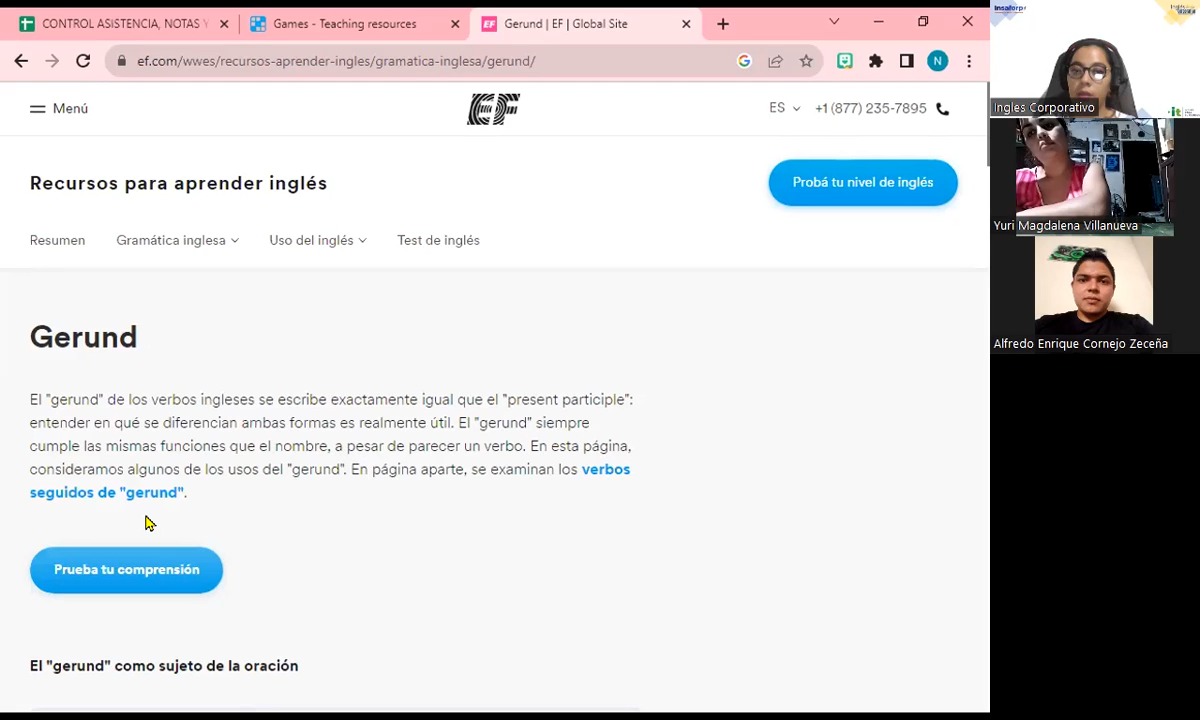 CONTROL ASISTENCIA, NOTAS Y
Games - Teaching resources
Gerund | EF | Global Site
ef.com/wwes/recursos-aprender-ingles/gramatica-inglesa/gerund/
N
Menú
EF
ES
+1 (877) 235-7895
Recursos para aprender inglés
Probá tu nivel de inglés
Resumen
Gramática inglesa
Uso del inglés
Test de inglés
Gerund
El "gerund" de los verbos ingleses se escribe exactamente igual que el "present participle":
entender en qué se diferencian ambas formas es realmente útil. El "gerund" siempre
cumple las mismas funciones que el nombre, a pesar de parecer un verbo. En esta página,
consideramos algunos de los usos del "gerund". En página aparte, se examinan los verbos
seguidos de "gerund".
Prueba tu comprensión
El "gerund" como sujeto de la oración
Insaforp
Ingles Corporativo
Yuri Magdalena Villanueva
Alfredo Enrique Cornejo Zeceña